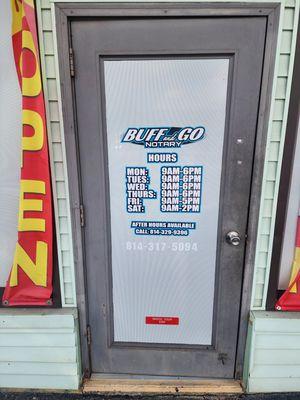 OPEN
BUFF and GO
NOTARY
HOURS
MON: 9AM-6PM
TUES: 9AM-6PM
WED: 9AM-6PM
THURS: 9AM-6PM
FRI: 9AM-5PM
SAT: 9AM-2PM
AFTER HOURS AVAILABLE
CALL 814-329-9306
814-317-5094